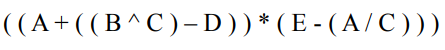 ( ( A + ( ( B ^ C ) – D ) ) * ( E - ( A / C ) ) )